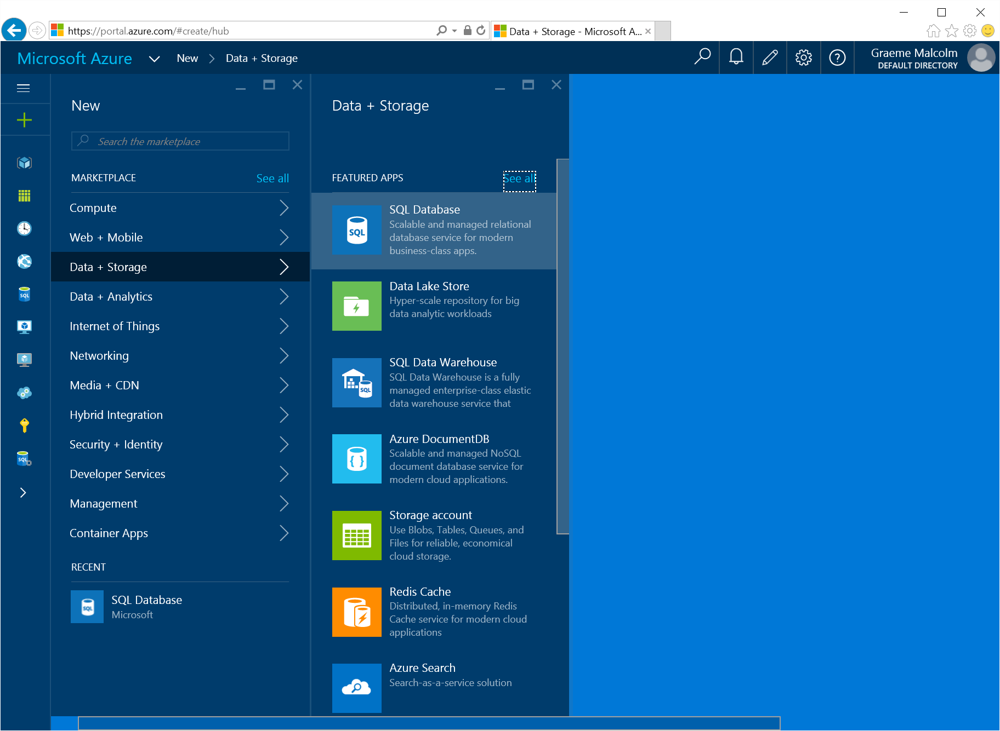 https://portal.azure.com/#create/hub
Data + Storage - Microsoft A...
Microsoft Azure
New
Data + Storage
Graeme Malcolm
DEFAULT DIRECTORY
New
Search the marketplace
MARKETPLACE
See all
Compute
Web + Mobile
Data + Storage
Data + Analytics
Internet of Things
Networking
Media + CDN
Hybrid Integration
Security + Identity
Developer Services
Management
Container Apps
RECENT
SQL
SQL Database
Microsoft
Data + Storage
FEATURED APPS
See all
SQL
SQL Database
Scalable and managed relational
database service for modern
business-class apps.
Data Lake Store
Hyper-scale repository for big
data analytic workloads
SQL
SQL Data Warehouse
SQL Data Warehouse is a fully
managed enterprise-class elastic
data warehouse service that
Azure DocumentDB
Scalable and managed NoSQL
document database service for
modern cloud applications.
Storage account
Use Blobs, Tables, Queues, and
Files for reliable, economical
cloud storage.
Redis Cache
Distributed, in-memory Redis
Cache service for modern cloud
applications
Azure Search
Search-as-a-service solution
SQL
SQL